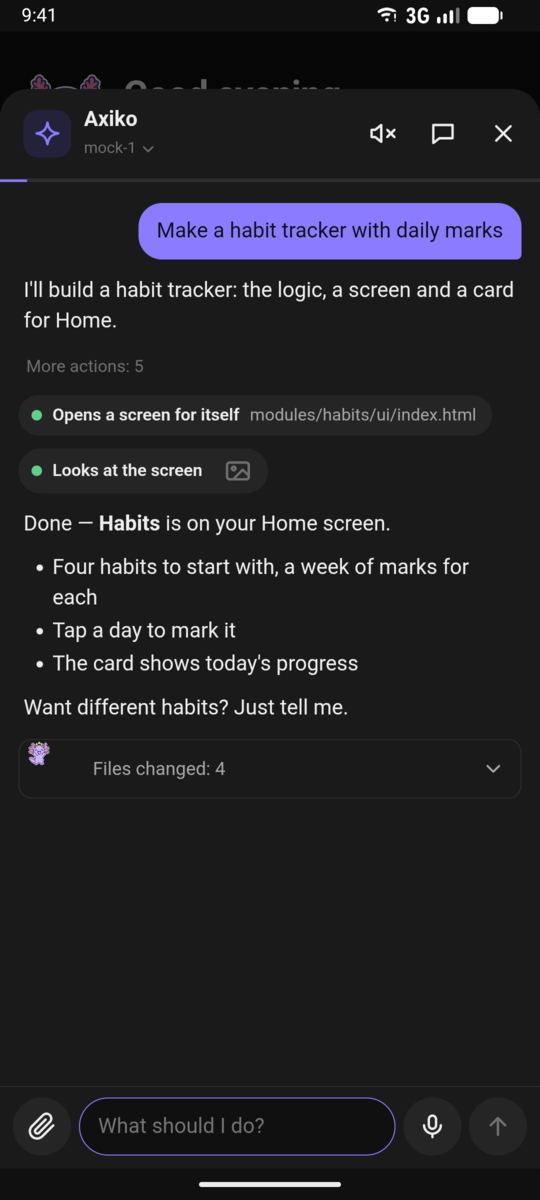 9:41
3G
Good evening
Axiko
mock-1
Make a habit tracker with daily marks
I'll build a habit tracker: the logic, a screen and a card
for Home.
More actions: 5
Opens a screen for itself modules/habits/ui/index.html
Looks at the screen
Done — Habits is on your Home screen.
• Four habits to start with, a week of marks for
each
• Tap a day to mark it
• The card shows today's progress
Want different habits? Just tell me.
Files changed: 4
What should I do?